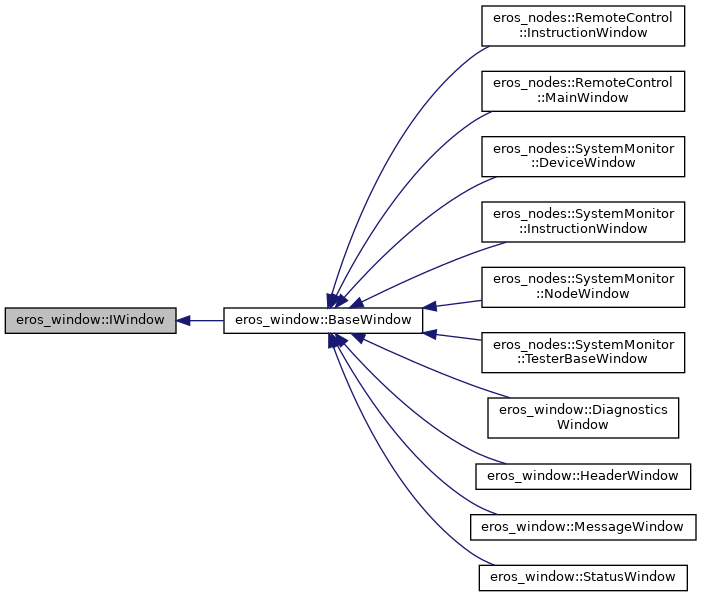 eros_window::IWindow
eros_window::BaseWindow
eros_nodes::RemoteControl
::InstructionWindow
eros_nodes::RemoteControl
::MainWindow
eros_nodes::SystemMonitor
::DeviceWindow
eros_nodes::SystemMonitor
::InstructionWindow
eros_nodes::SystemMonitor
::NodeWindow
eros_nodes::SystemMonitor
::TesterBaseWindow
eros_window::Diagnostics
Window
eros_window::HeaderWindow
eros_window::MessageWindow
eros_window::StatusWindow